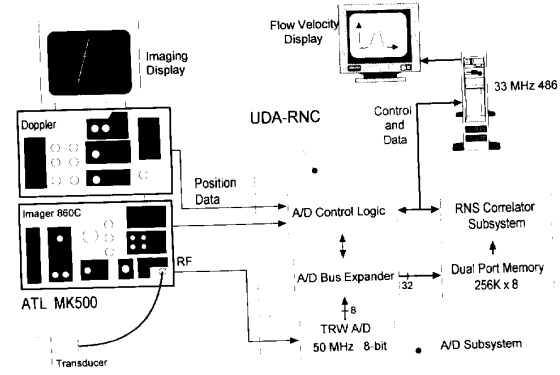 Imaging
Display
Flow Velocity
Display
33 MHz 486
Doppler
UDA-RNC
Control
and
Data
Position
Data
Imager 860C
A/D Control Logic
RNS Correlator
Subsystem
RF
A/D Bus Expander
32
Dual Port Memory
256K x 8
ATL MK500
8
TRW A/D
50 MHz 8-bit
A/D Subsystem
Transducer